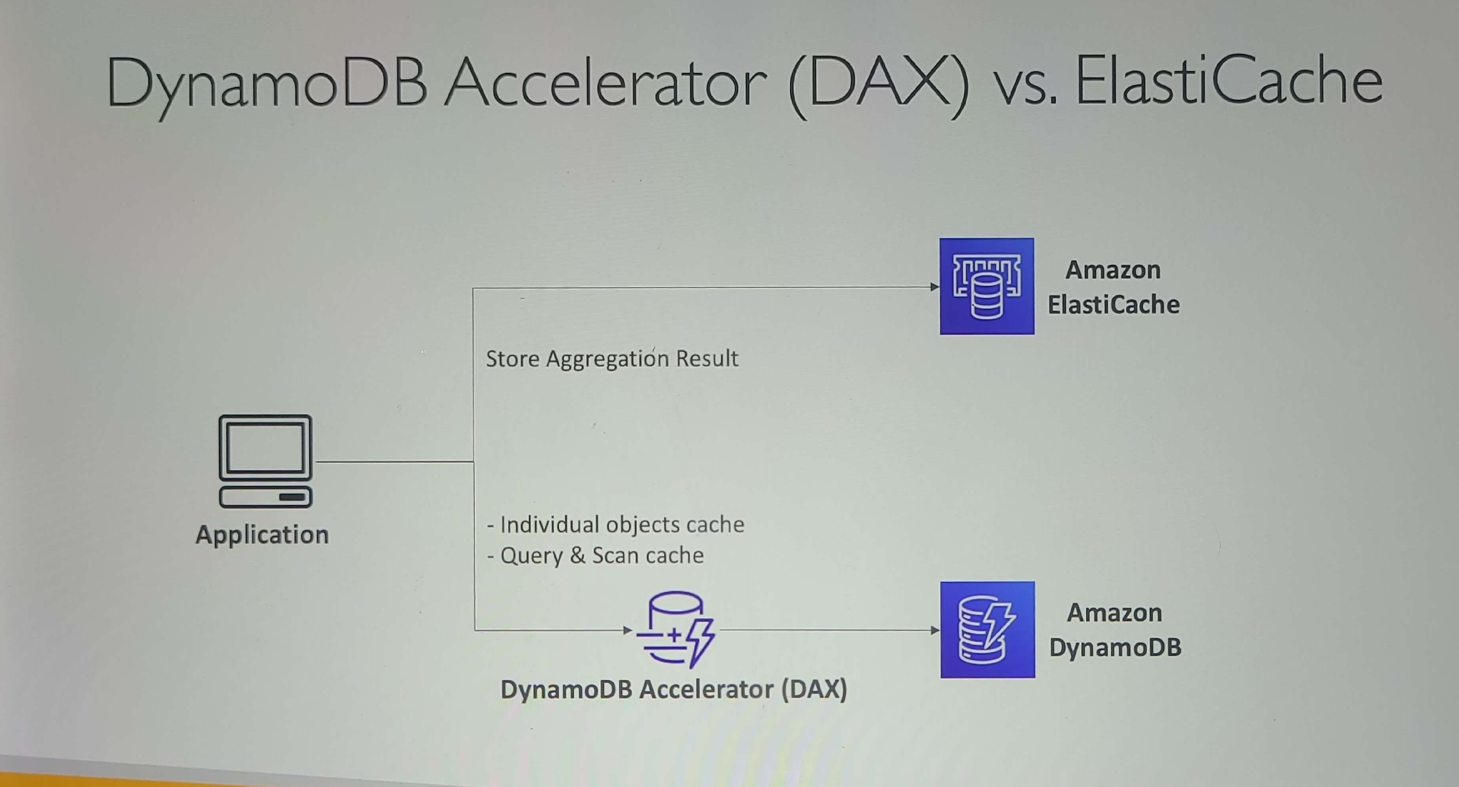 DynamoDB Accelerator (DAX) vs. ElastiCache
Amazon
ElastiCache
Store Aggregation Result
Application
- Individual objects cache
- Query & Scan cache
Amazon
DynamoDB
DynamoDB Accelerator (DAX)